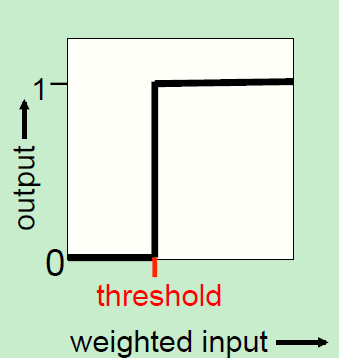 1
output
0
threshold
weighted input